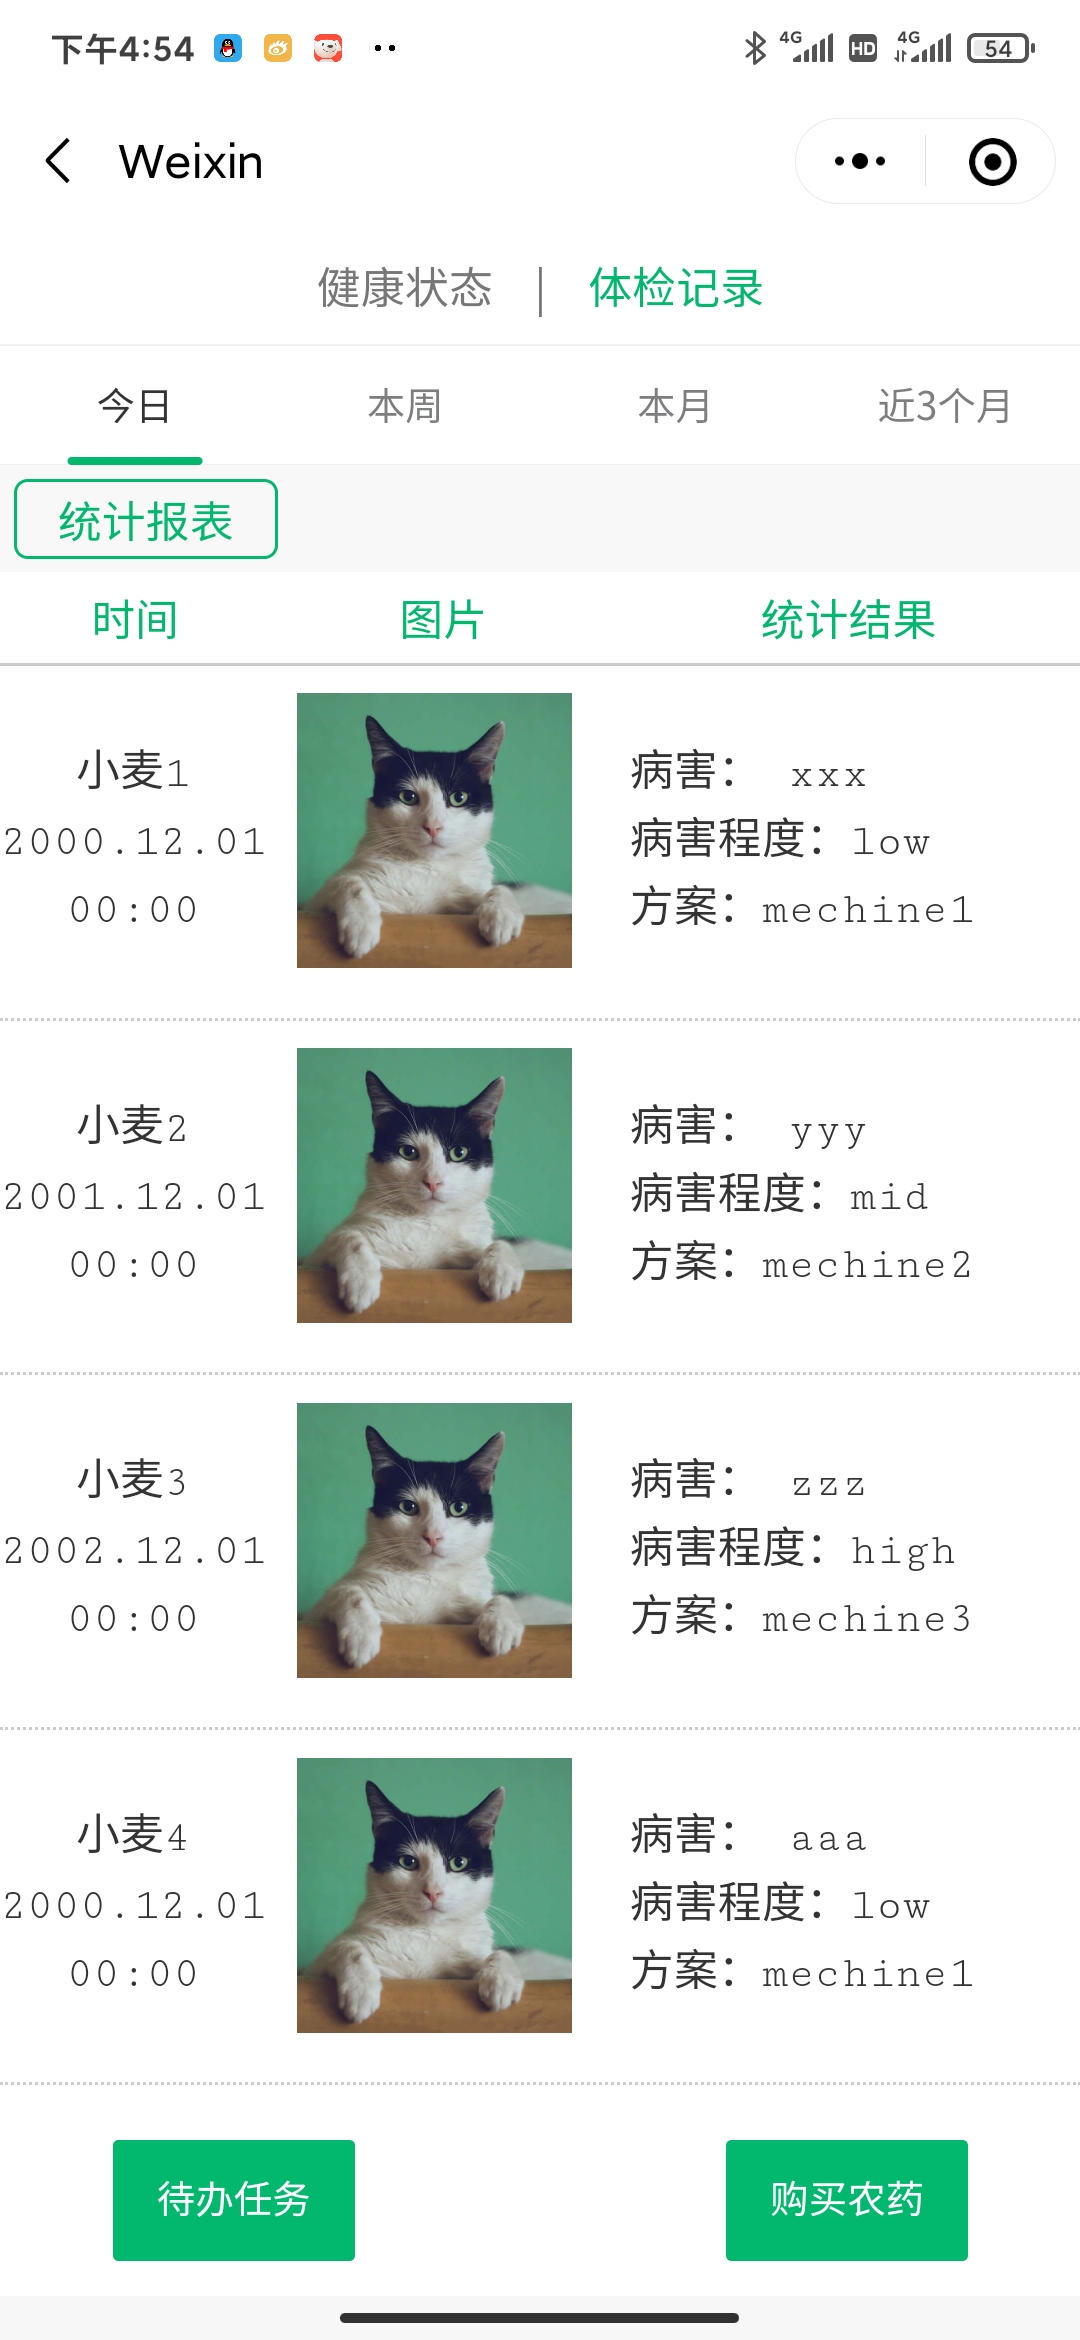 下午4:54
4G HD 4G 54
Weixin
健康状态 | 体检记录
今日 本周 本月 近3个月
统计报表
时间 图片 统计结果
小麦1
2000.12.01
00:00
病害： xxx
病害程度：low
方案：mechine1
小麦2
2001.12.01
00:00
病害： yyy
病害程度：mid
方案：mechine2
小麦3
2002.12.01
00:00
病害： zzz
病害程度：high
方案：mechine3
小麦4
2000.12.01
00:00
病害： aaa
病害程度：low
方案：mechine1
待办任务 购买农药